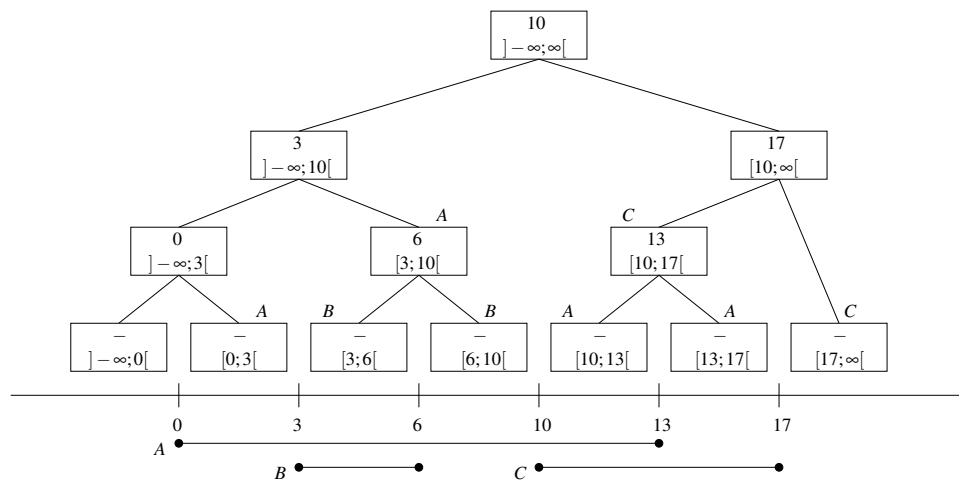 10
]−∞;∞[
3
]−∞;10[
17
[10;∞[
A
C
0
]−∞;3[
6
[3;10[
13
[10;17[
A
B
B
A
A
C
−
]−∞;0[
−
[0;3[
−
[3;6[
−
[6;10[
−
[10;13[
−
[13;17[
−
[17;∞[
0 3 6 10 13 17
A
B C